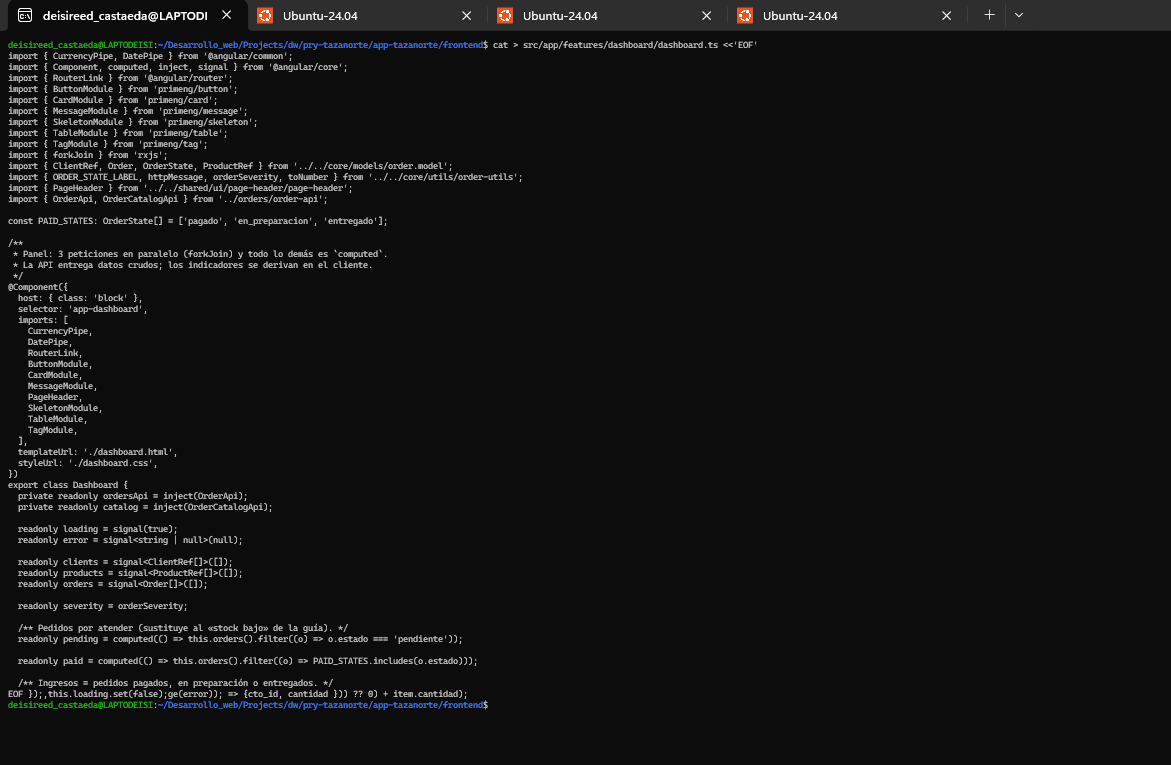 deisireed_castaeda@LAPTODI
Ubuntu-24.04
Ubuntu-24.04
Ubuntu-24.04
deisireed_castaeda@LAPTODEISI:~/Desarrollo_web/Projects/dw/pry-tazanorte/app-tazanorte/frontend$ cat > src/app/features/dashboard/dashboard.ts <<'EOF'
import { CurrencyPipe, DatePipe } from '@angular/common';
import { Component, computed, inject, signal } from '@angular/core';
import { RouterLink } from '@angular/router';
import { ButtonModule } from 'primeng/button';
import { CardModule } from 'primeng/card';
import { MessageModule } from 'primeng/message';
import { SkeletonModule } from 'primeng/skeleton';
import { TableModule } from 'primeng/table';
import { TagModule } from 'primeng/tag';
import { forkJoin } from 'rxjs';
import { ClientRef, Order, OrderState, ProductRef } from '../../core/models/order.model';
import { ORDER_STATE_LABEL, httpMessage, orderSeverity, toNumber } from '../../core/utils/order-utils';
import { PageHeader } from '../../shared/ui/page-header/page-header';
import { OrderApi, OrderCatalogApi } from '../orders/order-api';

const PAID_STATES: OrderState[] = ['pagado', 'en_preparacion', 'entregado'];

/**
 * Panel: 3 peticiones en paralelo (forkJoin) y todo lo demás es `computed`.
 * La API entrega datos crudos; los indicadores se derivan en el cliente.
 */
@Component({
  host: { class: 'block' },
  selector: 'app-dashboard',
  imports: [
    CurrencyPipe,
    DatePipe,
    RouterLink,
    ButtonModule,
    CardModule,
    MessageModule,
    PageHeader,
    SkeletonModule,
    TableModule,
    TagModule,
  ],
  templateUrl: './dashboard.html',
  styleUrl: './dashboard.css',
})
export class Dashboard {
  private readonly ordersApi = inject(OrderApi);
  private readonly catalog = inject(OrderCatalogApi);

  readonly loading = signal(true);
  readonly error = signal<string | null>(null);

  readonly clients = signal<ClientRef[]>([]);
  readonly products = signal<ProductRef[]>([]);
  readonly orders = signal<Order[]>([]);

  readonly severity = orderSeverity;

  /** Pedidos por atender (sustituye al «stock bajo» de la guía). */
  readonly pending = computed(() => this.orders().filter((o) => o.estado === 'pendiente'));

  readonly paid = computed(() => this.orders().filter((o) => PAID_STATES.includes(o.estado)));

  /** Ingresos = pedidos pagados, en preparación o entregados. */
EOF });,this.loading.set(false);ge(error)); => {cto_id, cantidad })) ?? 0) + item.cantidad);
deisireed_castaeda@LAPTODEISI:~/Desarrollo_web/Projects/dw/pry-tazanorte/app-tazanorte/frontend$